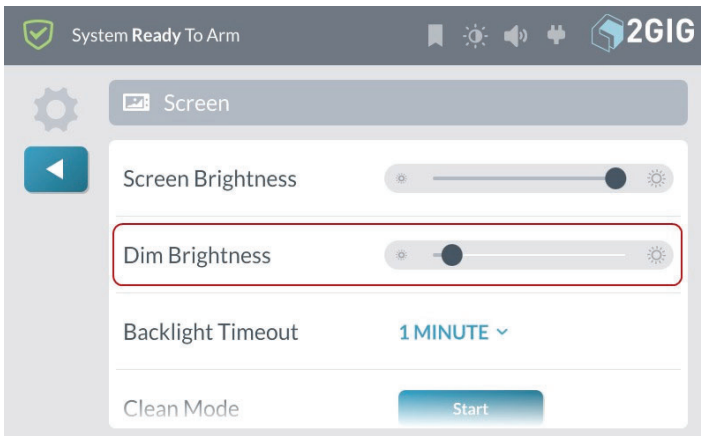 System Ready To Arm
2GIG
Screen
Screen Brightness
Dim Brightness
Backlight Timeout
1 MINUTE
Clean Mode
Start